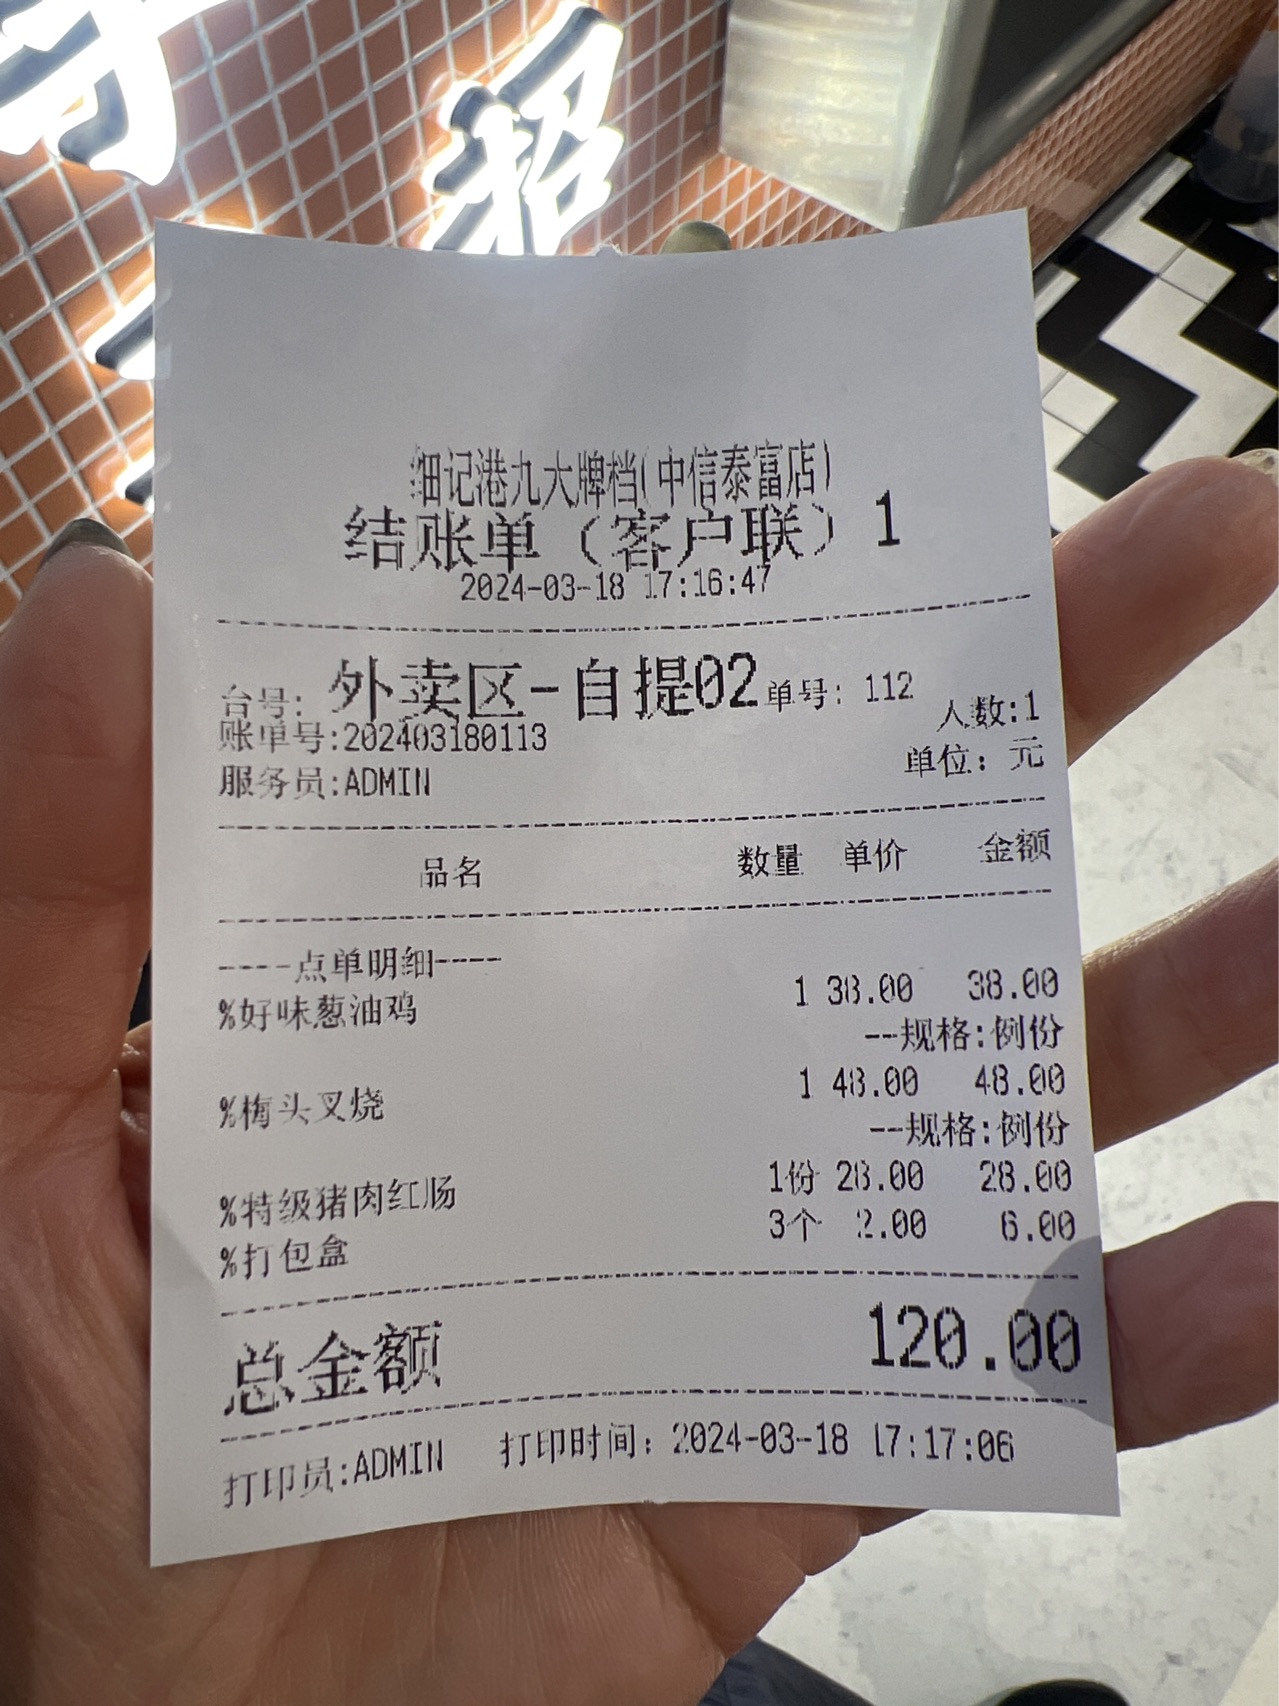 招
细记港九大牌档(中信泰富店)
结账单（客户联）1
2024-03-18 17:16:47
台号: 外卖区-自提02 单号: 112
人数:1
账单号:202403180113
单位: 元
服务员:ADMIN
品名 数量 单价 金额
----点单明细----
%好味葱油鸡 1 38.00 38.00
--规格:例份
%梅头叉烧 1 48.00 48.00
--规格:例份
%特级猪肉红肠 1份 28.00 28.00
%打包盒 3个 2.00 6.00
总金额 120.00
打印员:ADMIN 打印时间: 2024-03-18 17:17:06